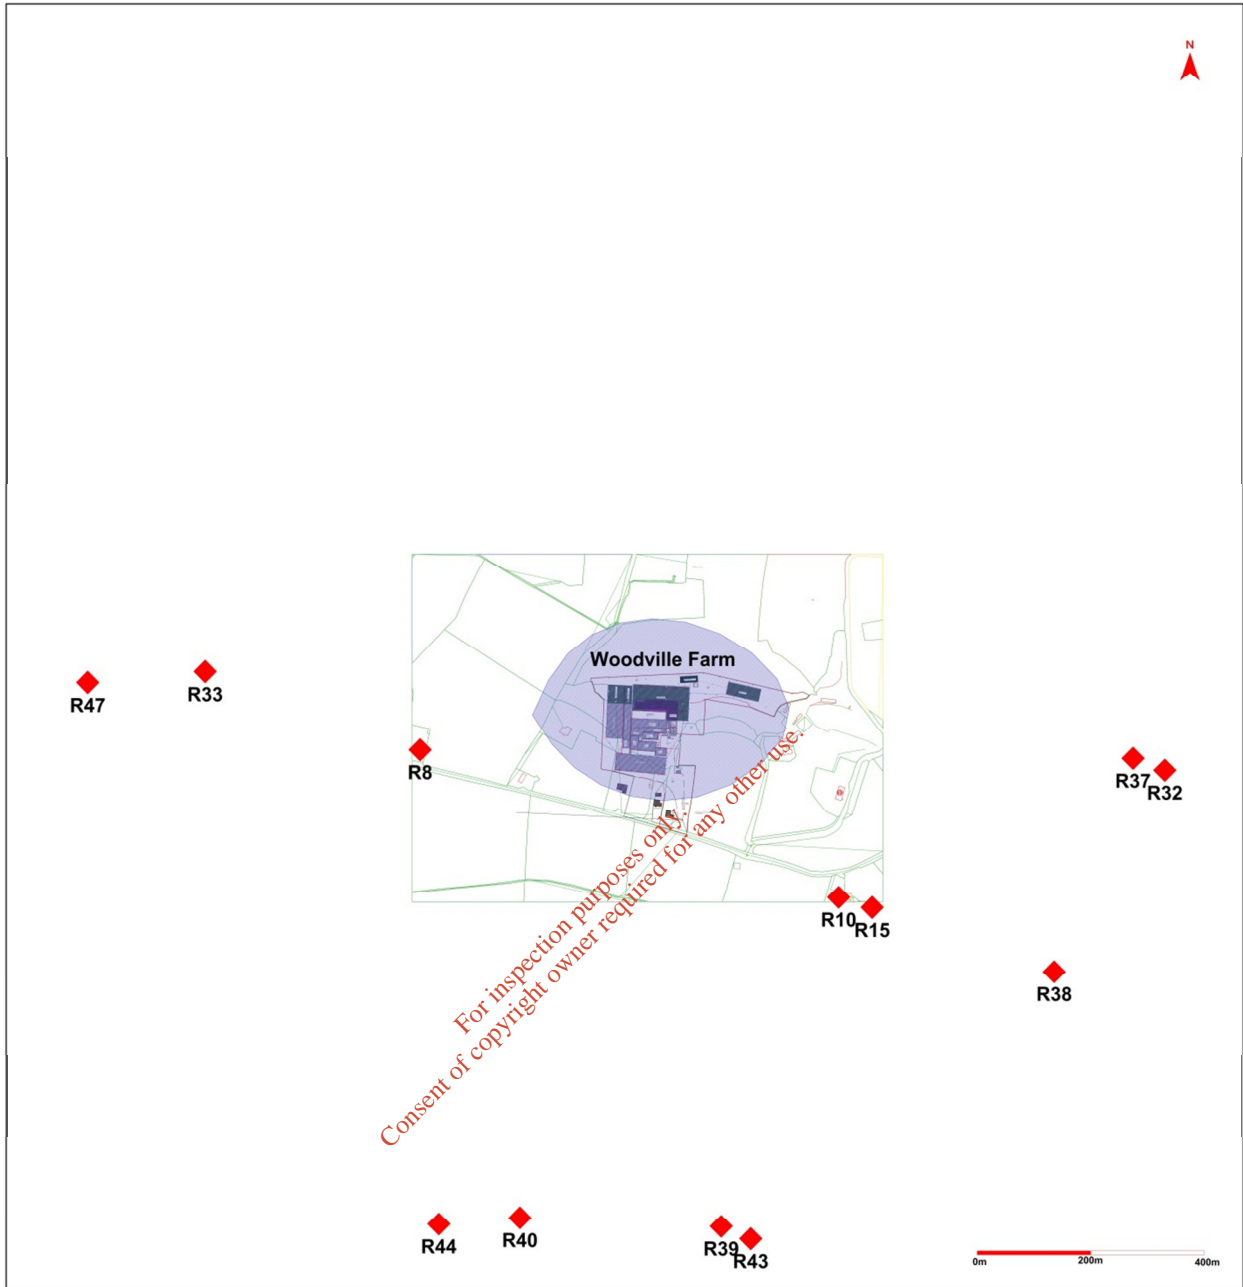 N
Woodville Farm
R47
R33
R8
R37
R32
R10
R15
R38
For inspection purposes only.
Consent of copyright owner required for any other use.
R44
R40
R39
R43
0m
200m
400m